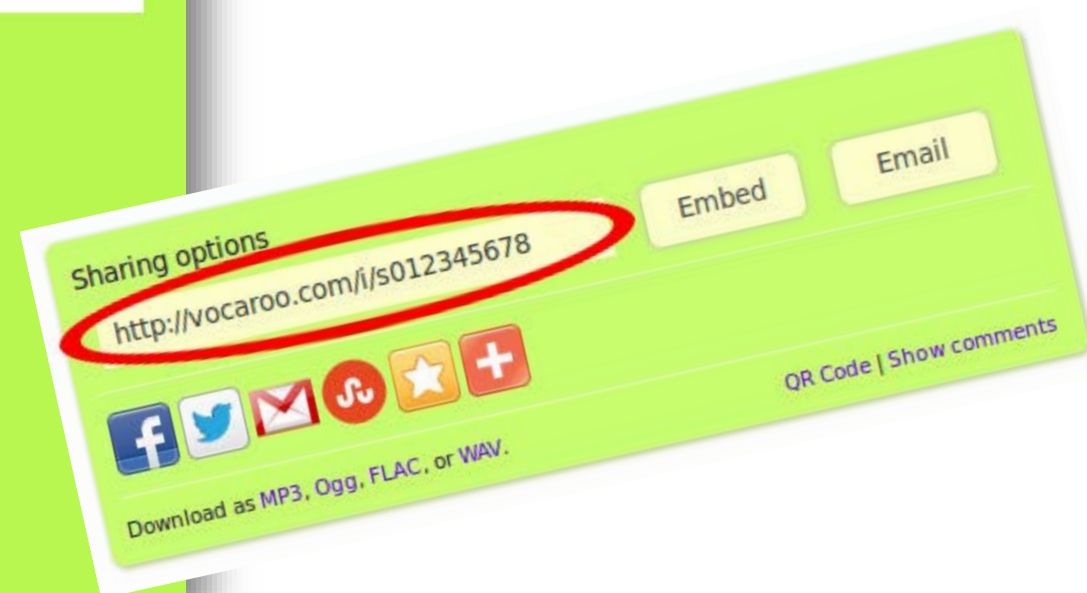 Sharing options
http://vocaroo.com/i/s012345678
Embed
Email
QR Code | Show comments
Download as MP3, Ogg, FLAC, or WAV.